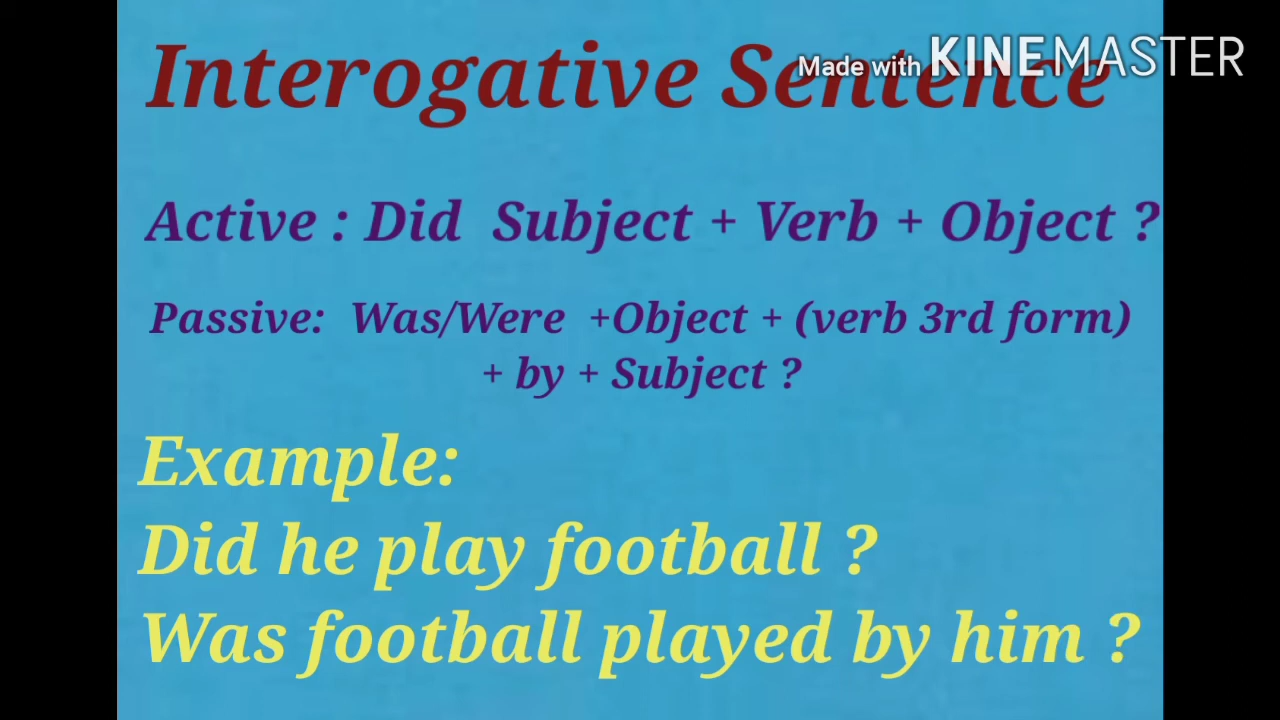 Interogative Sentence
Made with KINEMASTER
Active : Did Subject + Verb + Object ?
Passive: Was/Were +Object + (verb 3rd form)
+ by + Subject ?
Example:
Did he play football ?
Was football played by him ?